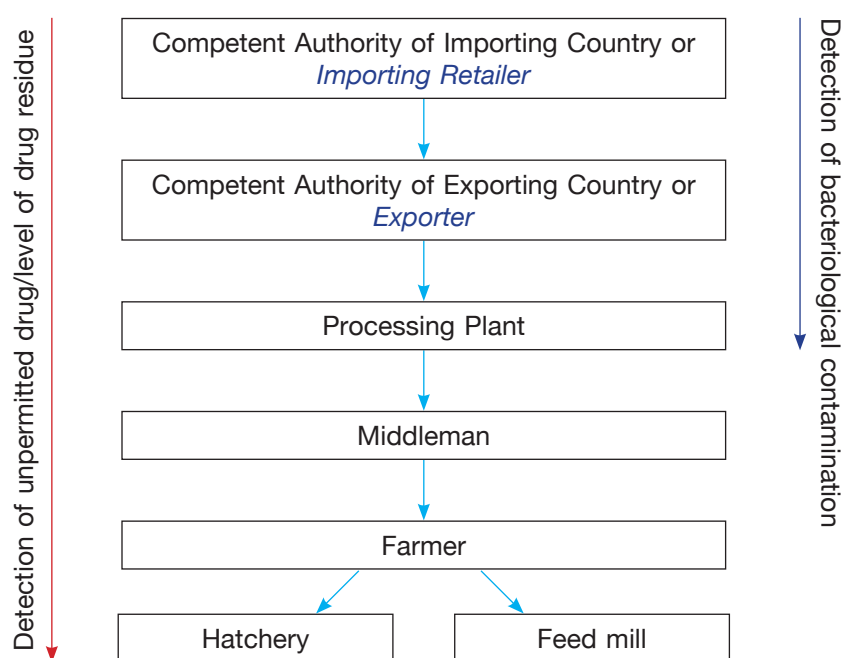 Competent Authority of Importing Country or
Importing Retailer
Competent Authority of Exporting Country or
Exporter
Processing Plant
Middleman
Farmer
Hatchery
Feed mill
Detection of unpermitted drug/level of drug residue
Detection of bacteriological contamination